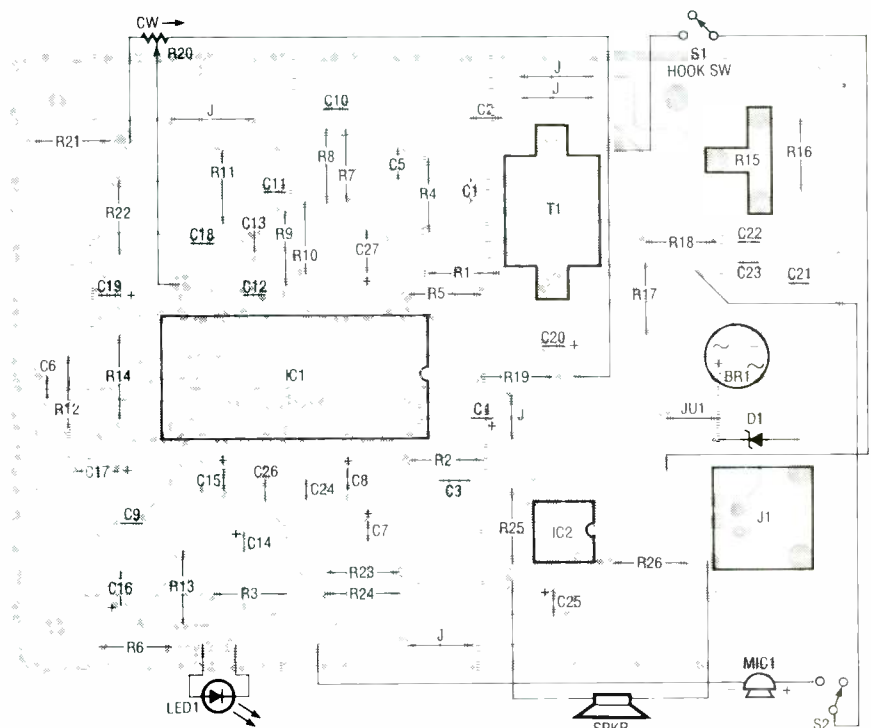 CW
R20
S1
HOOK SW
J
J
C10
C2
J
R21
R8
R7
C5
R4
C1
R11
C11
R15
R16
R22
C18
C13
R9
R10
C27
T1
R18
C22
C23
C21
R1
R5
C19
+
C12
+
R17
C20
+
C6
R12
R14
IC1
R19
~
-
+
~
BR1
C4
+
J
JU1
D1
C17
+
C15
+
C26
C24
+
C8
R2
C3
C9
+
C14
+
C7
R25
IC2
J1
R26
C16
+
R13
R3
R23
R24
+
C25
R6
J
LED1
MIC1
-
+
SPKR
S2